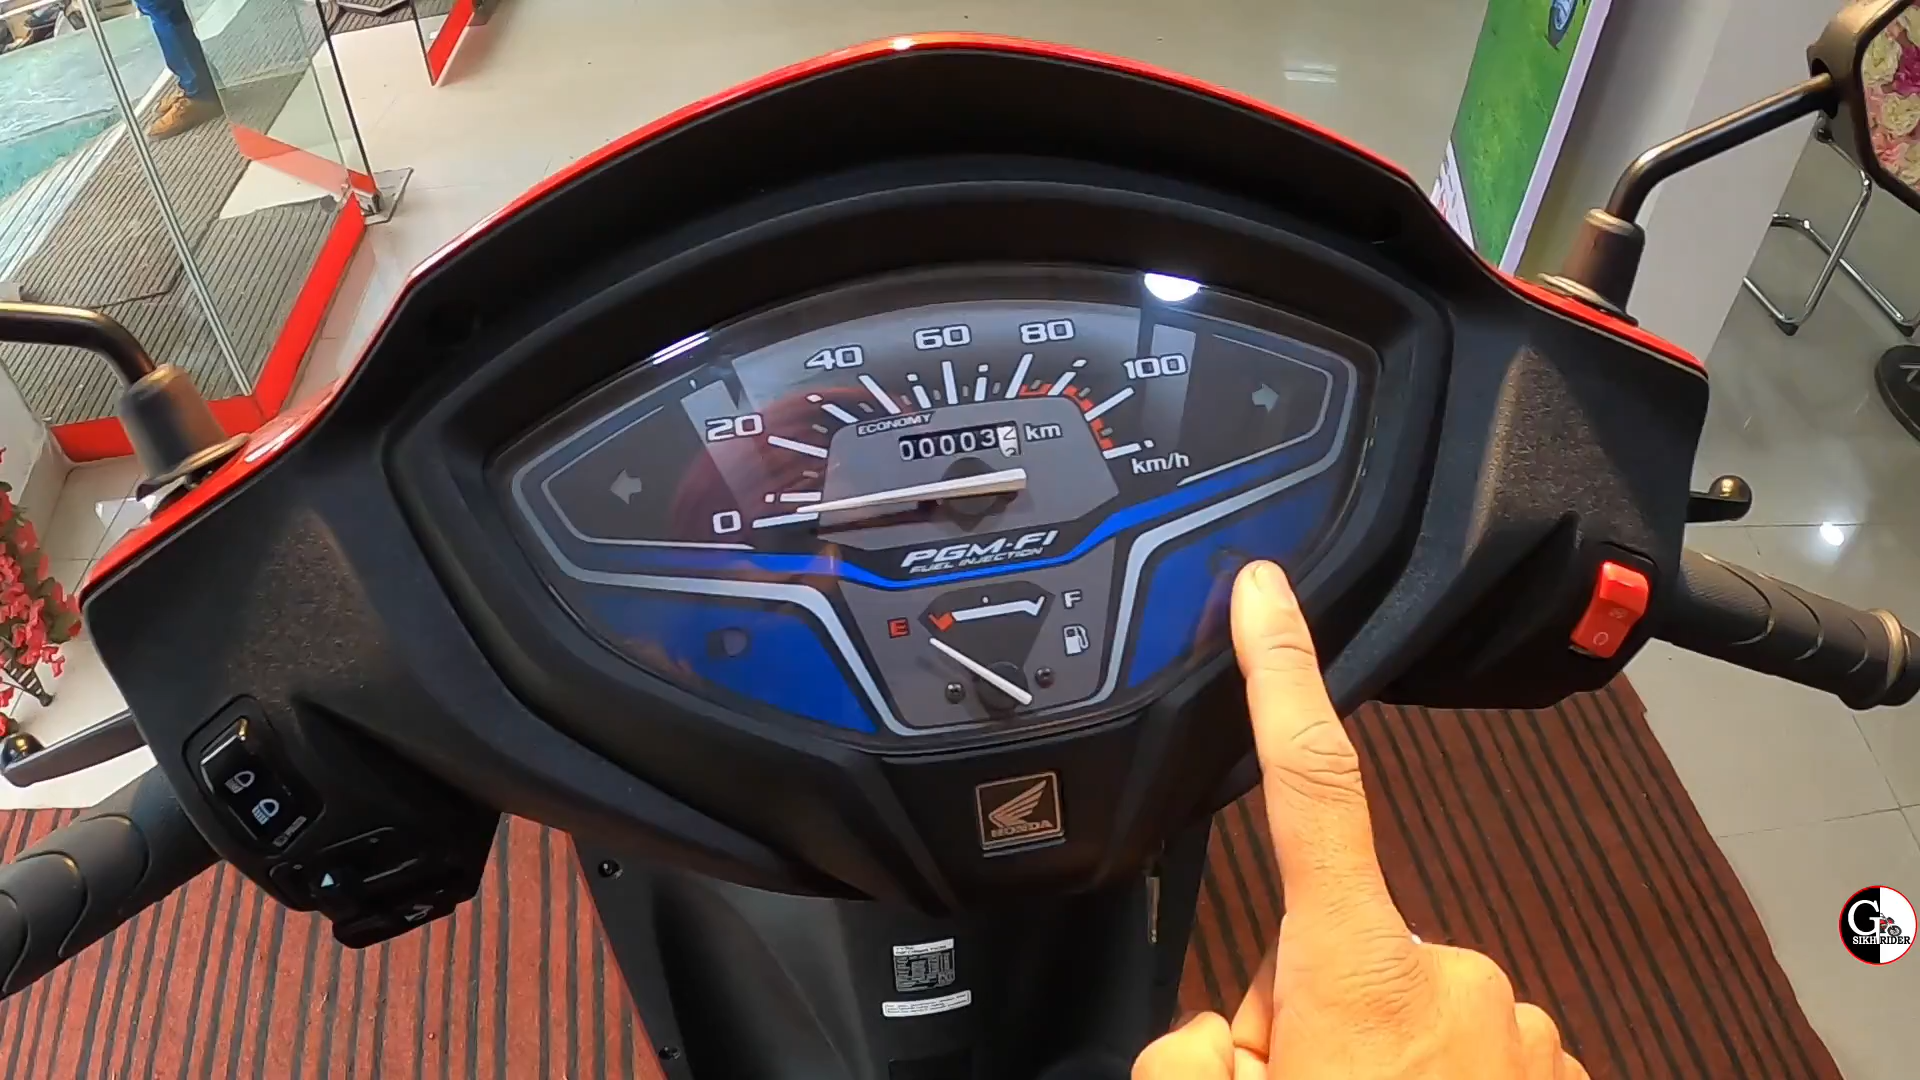 60
80
40
100
20
ECONOMY
00003
km
km/h
0
PGM-FI
FUEL INJECTION
E
F
HONDA
G
SIKH RIDER